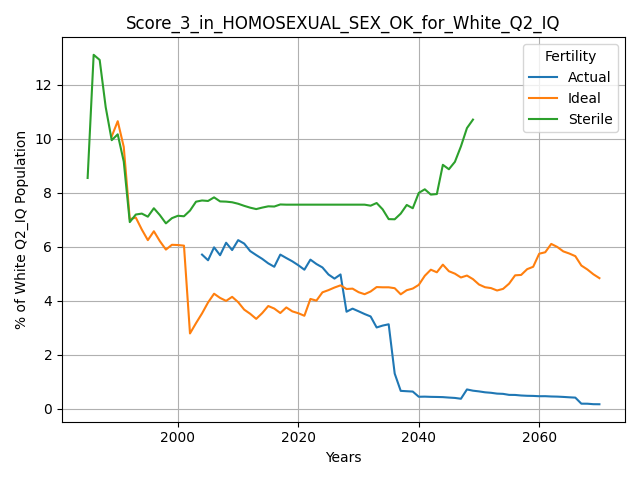 Score_3_in_HOMOSEXUAL_SEX_OK_for_White_Q2_IQ
Fertility
Actual
Ideal
Sterile
% of White Q2_IQ Population
12
10
8
6
4
2
0
2000
2020
2040
2060
Years